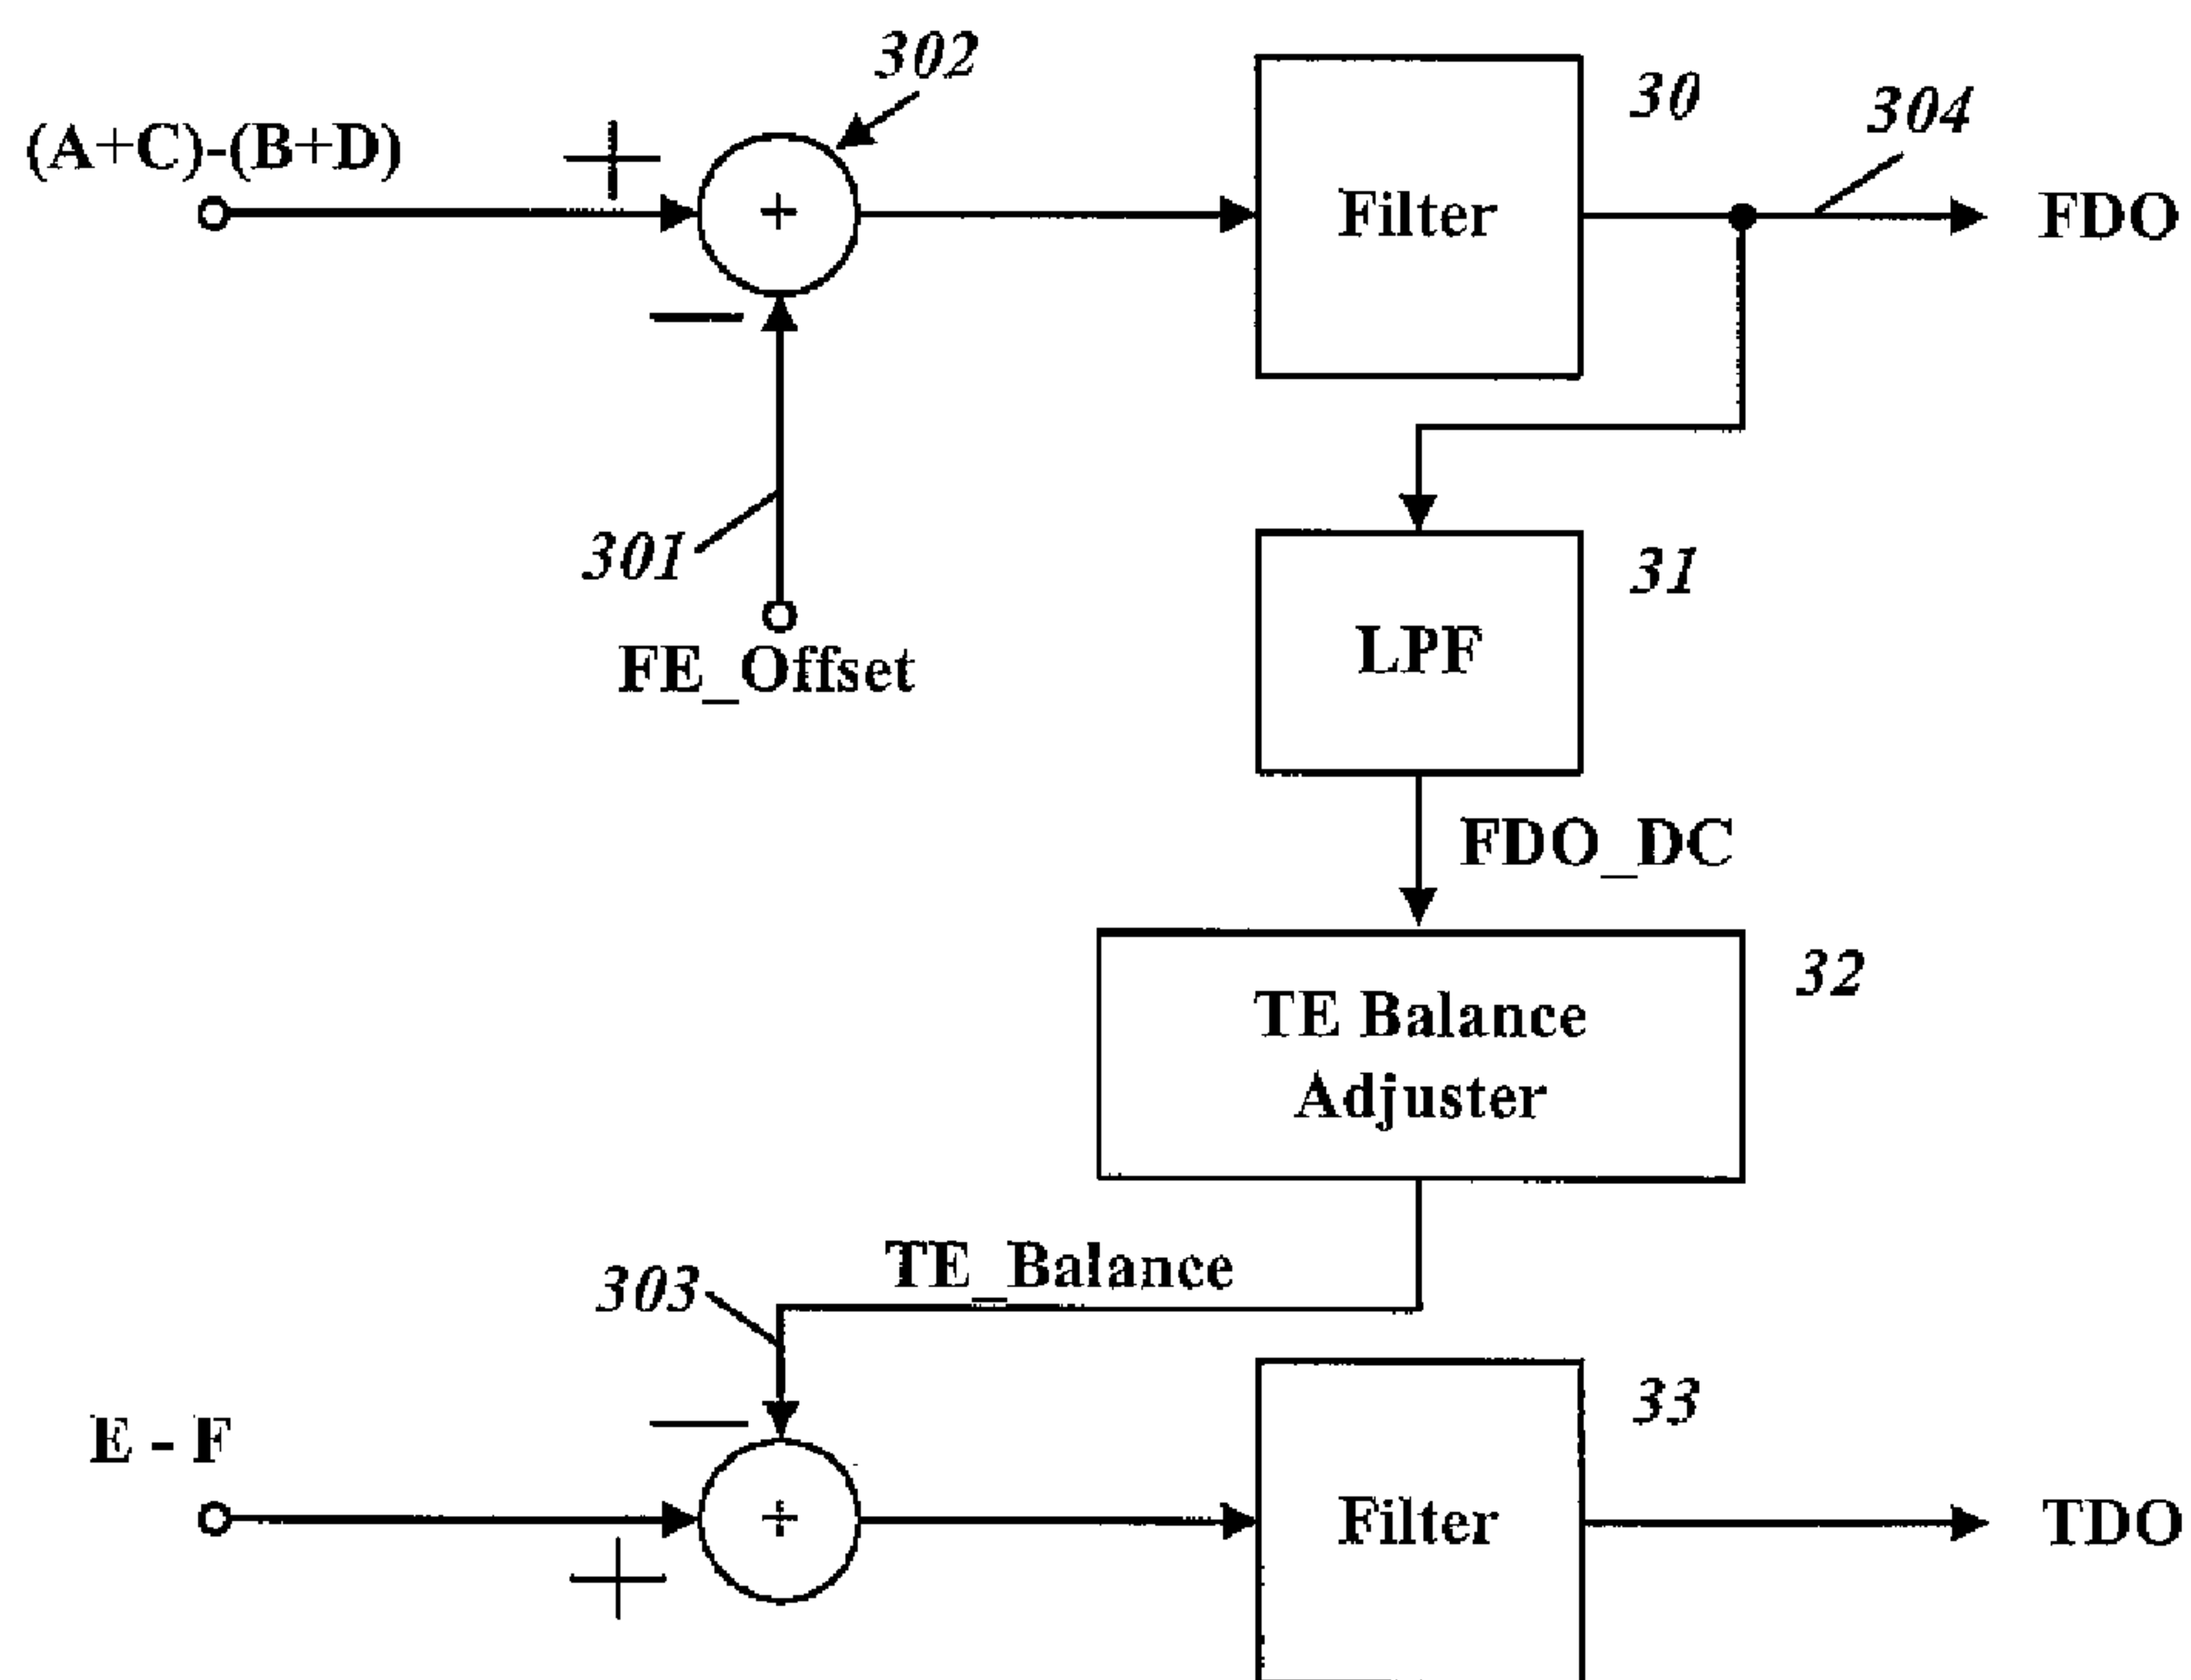 302
(A+C)-(B+D)
+
+
Filter
30
304
FDO
−
301
FE_Offset
LPF
31
FDO_DC
TE Balance
Adjuster
32
TE_Balance
303
−
E - F
+
+
Filter
33
TDO